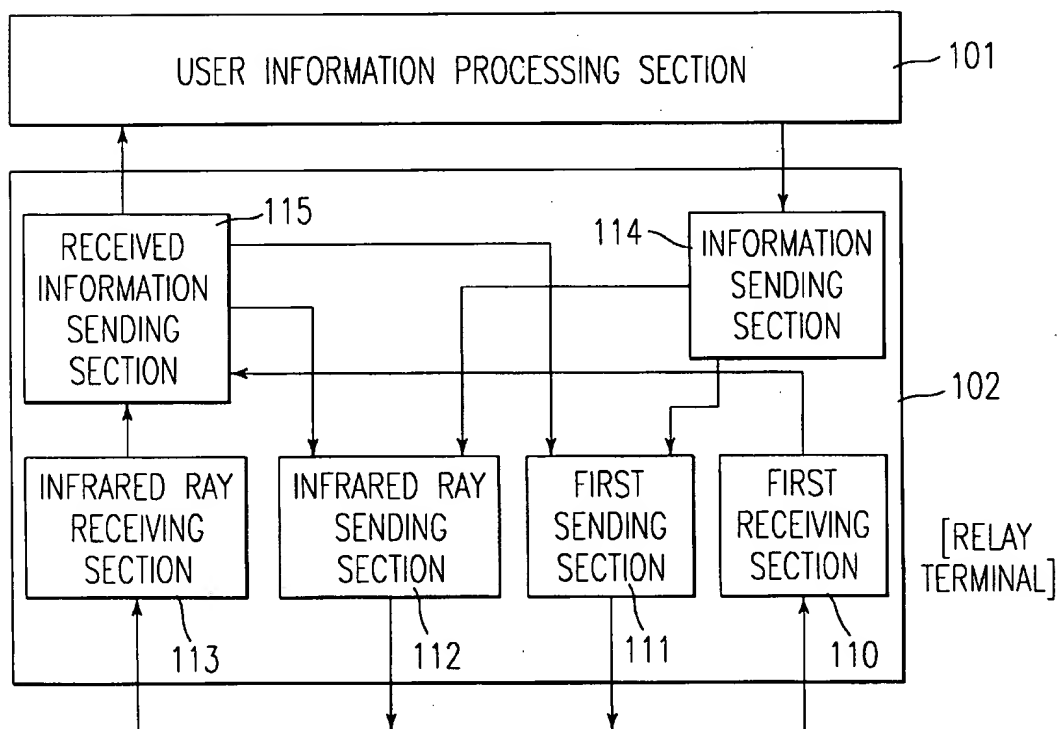 USER INFORMATION PROCESSING SECTION
101
115
RECEIVED
INFORMATION
SENDING
SECTION
114
INFORMATION
SENDING
SECTION
102
INFRARED RAY
RECEIVING
SECTION
INFRARED RAY
SENDING
SECTION
FIRST
SENDING
SECTION
FIRST
RECEIVING
SECTION
[RELAY
TERMINAL]
113
112
111
110